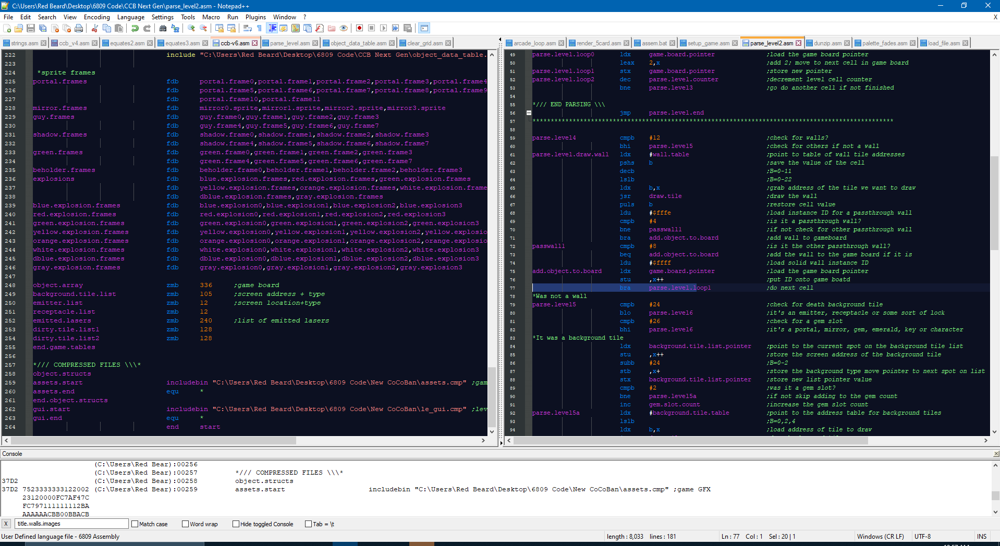 C:\Users\Red Beard\Desktop\6809 Code\CCB Next Gen\parse_level2.asm - Notepad++
File Edit Search View Encoding Language Settings Tools Macro Run Plugins Window ? X
strings.asm ccb_v4.asm equates2.asm equates3.asm ccb-v6.asm parse_level.asm object_data_table.asm clear_grid.asm
222 include "C:\Users\Red Beard\Desktop\6809 Code\CCB Next Gen\object_data_table.
223
224 *sprite frames
225 portal.frames fdb portal.frame0,portal.frame1,portal.frame2,portal.frame3,portal.frame4
226 fdb portal.frame5,portal.frame6,portal.frame7,portal.frame8,portal.frame9
227 fdb portal.frame10,portal.frame11
228 mirror.frames fdb mirror0.sprite,mirror1.sprite,mirror2.sprite,mirror3.sprite
229 guy.frames fdb guy.frame0,guy.frame1,guy.frame2,guy.frame3
230 fdb guy.frame4,guy.frame5,guy.frame6,guy.frame7
231 shadow.frames fdb shadow.frame0,shadow.frame1,shadow.frame2,shadow.frame3
232 fdb shadow.frame4,shadow.frame5,shadow.frame6,shadow.frame7
233 green.frames fdb green.frame0,green.frame1,green.frame2,green.frame3
234 fdb green.frame4,green.frame5,green.frame6,green.frame7
235 beholder.frames fdb beholder.frame0,beholder.frame1,beholder.frame2,beholder.frame3
236 explosions fdb blue.explosion.frames,red.explosion.frames,green.explosion.frames
237 fdb yellow.explosion.frames,orange.explosion.frames,white.explosion.frame
238 fdb dblue.explosion.frames,gray.explosion.frames
239 blue.explosion.frames fdb blue.explosion0,blue.explosion1,blue.explosion2,blue.explosion3
240 red.explosion.frames fdb red.explosion0,red.explosion1,red.explosion2,red.explosion3
241 green.explosion.frames fdb green.explosion0,green.explosion1,green.explosion2,green.explosion3
242 yellow.explosion.frames fdb yellow.explosion0,yellow.explosion1,yellow.explosion2,yellow.explosio
243 orange.explosion.frames fdb orange.explosion0,orange.explosion1,orange.explosion2,orange.explosio
244 white.explosion.frames fdb white.explosion0,white.explosion1,white.explosion2,white.explosion3
245 dblue.explosion.frames fdb dblue.explosion0,dblue.explosion1,dblue.explosion2,dblue.explosion3
246 gray.explosion.frames fdb gray.explosion0,gray.explosion1,gray.explosion2,gray.explosion3
247
248 object.array zmb 336 ;game board
249 background.tile.list zmb 105 ;screen address + type
250 emitter.list zmb 12 ;screen location+type
251 receptacle.list zmb 12
252 emitted.lasers zmb 240 ;list of emitted lasers
253 dirty.tile.list1 zmb 128
254 dirty.tile.list2 zmb 128
255 end.game.tables
256
257 */// COMPRESSED FILES \\\*
258 object.structs
259 assets.start includebin "C:\Users\Red Beard\Desktop\6809 Code\New CoCoBan\assets.cmp" ;gam
260 assets.end equ *
261 end.object.structs
262 gui.start includebin "C:\Users\Red Beard\Desktop\6809 Code\New CoCoBan\le_gui.cmp" ;lev
263 gui.end equ *
264 end start
arcade_loop.asm render_5card.asm assem.bat setup_game.asm parse_level2.asm dunzip.asm palette_fades.asm load_file.asm
49 parse.level.loop0 ldx game.board.pointer ;load the game board pointer
50 leax 2,x ;add 2; move to next cell in game board
51 parse.level.loop1 stx game.board.pointer ;store new pointer
52 parse.level.loop2 dec parse.level.counter ;decrement level cell counter
53 bne parse.level3 ;go do another cell if not finished
54
55 */// END PARSING \\\
56 jmp parse.level.end
57 ***************************************************************************************************
58
59 parse.level4 cmpb #12 ;check for walls?
60 bhi parse.level5 ;check for others if not a wall
61 parse.level.draw.wall ldx #wall.table ;point to table of wall tile addresses
62 pshs b ;save the value of the cell
63 decb ;B=0-11
64 lslb ;B=0-22
65 ldx b,x ;grab address of the tile we want to draw
66 jsr draw.tile ;draw the wall
67 puls b ;restore cell value
68 ldu #$fffe ;load instance ID for a passthrough wall
69 cmpb #4 ;is it a passthrough wall?
70 bne passwall1 ;if not check for other passthrough wall
71 bra add.object.to.board ;add wall to gameboard
72 passwall1 cmpb #8 ;is it the other passthrough wall?
73 beq add.object.to.board ;add the wall to the game board if it is
74 ldu #$ffff ;load solid wall instance ID
75 add.object.to.board ldx game.board.pointer ;load the game board pointer
76 stu ,x++ ;put ID onto game boatd
77 bra parse.level.loop1 ;do next cell
78 *Was not a wall
79 parse.level5 cmpb #24 ;check for death background tile
80 blo parse.level6 ;it's an emitter, receptacle or some sort of lock
81 cmpb #26 ;check for a gem slot
82 bhi parse.level6 ;it's a portal, mirror, gem, emerald, key or character
83 *It was a background tile
84 ldx background.tile.list.pointer ;point to the current spot on the background tile list
85 stu ,x++ ;store the screen address of the background tile
86 subb #24 ;B=0-2
87 stb ,x+ ;store the background type move pointer to next spot on list
88 stx background.tile.list.pointer ;store new list pointer value
89 cmpb #2 ;was it a gem slot?
90 bne parse.level5a ;if not skip adding to the gem count
91 inc gem.slot.count ;increase the gem slot count
92 parse.level5a ldx #background.tile.table ;point to the address table for background tiles
93 lslb ;B=0,2,4
94 ldx b,x ;load address of tile to draw
Console
(C:\Users\Red Bear):00256
(C:\Users\Red Bear):00257 */// COMPRESSED FILES \\\*
37D2 (C:\Users\Red Bear):00258 object.structs
37D2 7523333333122002 (C:\Users\Red Bear):00259 assets.start includebin "C:\Users\Red Beard\Desktop\6809 Code\New CoCoBan\assets.cmp" ;game GFX
23120000FC7AF47C
FC797111111112BA
AAAAAACBB00BBACB
X title.walls.images Match case Word wrap Hide toggled Console Tab = \t
User Defined language file - 6809 Assembly length : 8,033 lines : 181 Ln : 77 Col : 1 Sel : 20 | 1 Windows (CR LF) UTF-8 INS